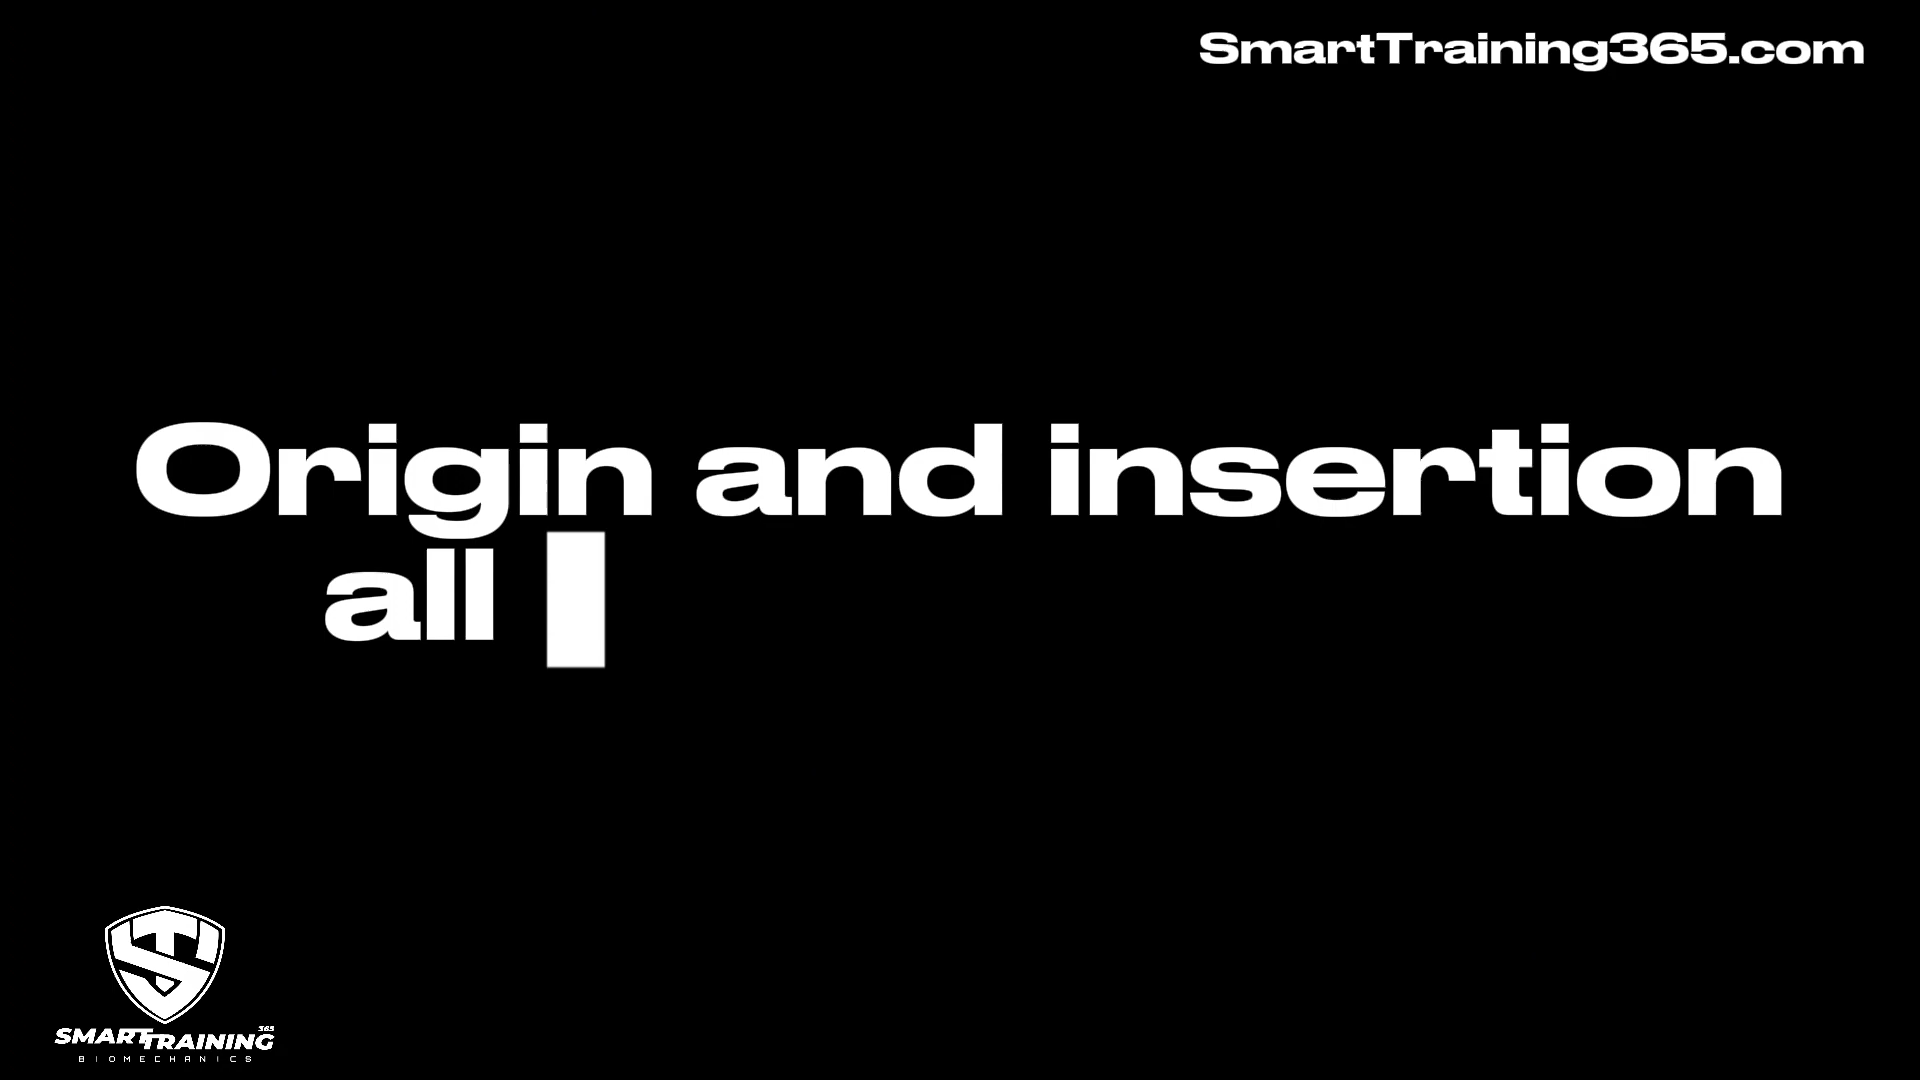 SmartTraining365.com
Origin and insertion
all
SMART TRAINING 365
BIOMECHANICS